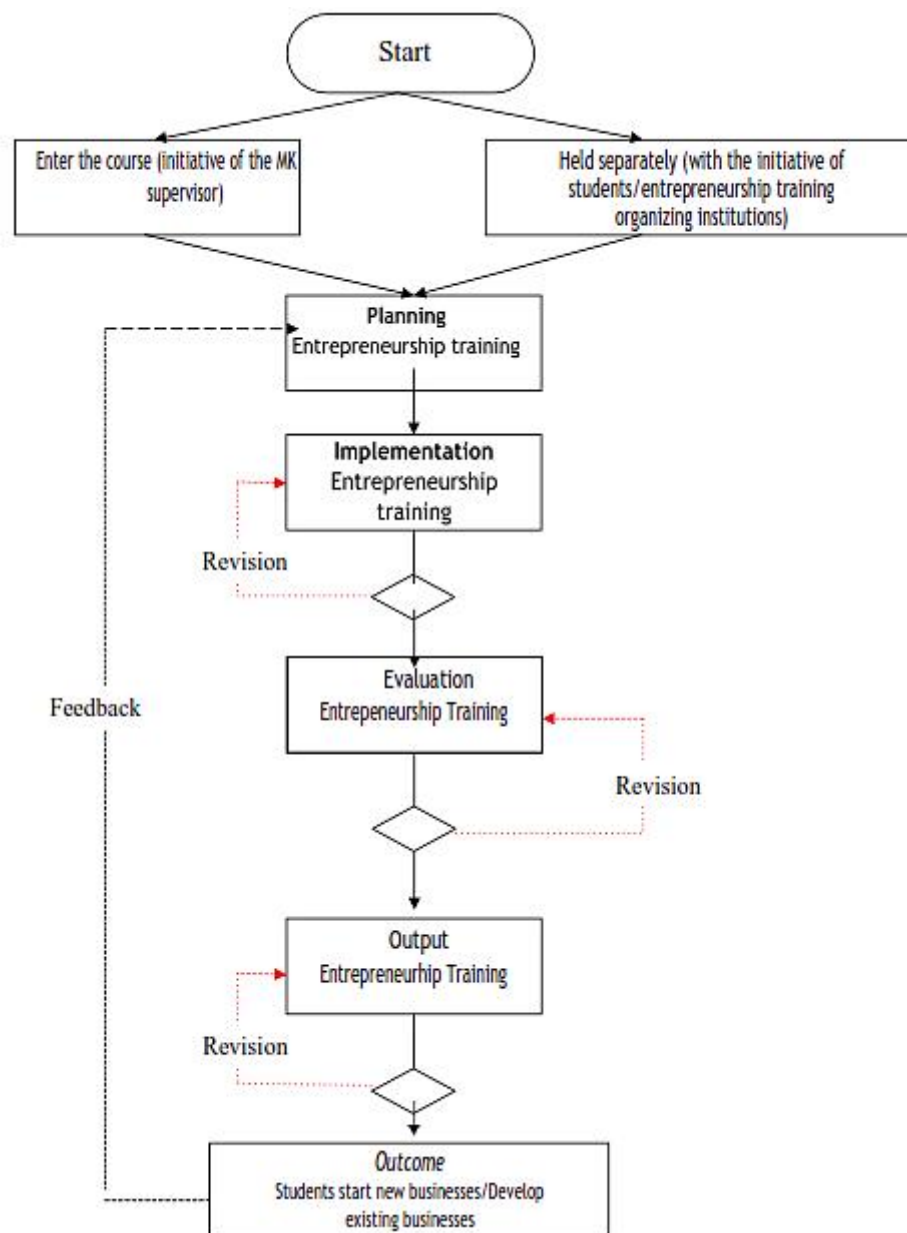 Start
Enter the course (initiative of the MK
supervisor)
Held separately (with the initiative of
students/entrepreneurship training
organizing institutions)
Planning
Entrepreneurship training
Implementation
Entrepreneurship
training
Revision
Evaluation
Entrepeneurship Training
Feedback
Revision
Output
Entrepreneurhip Training
Revision
Outcome
Students start new businesses/Develop
existing businesses